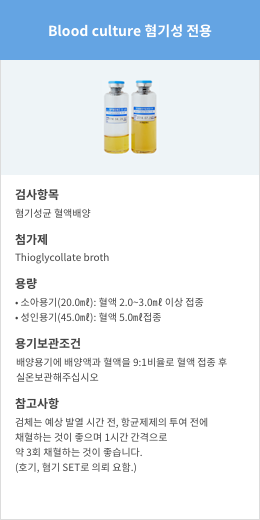 Blood culture 혐기성 전용
검사항목
혐기성균 혈액배양
첨가제
Thioglycollate broth
용량
• 소아용기(20.0㎖): 혈액 2.0~3.0㎖ 이상 접종
• 성인용기(45.0㎖): 혈액 5.0㎖접종
용기보관조건
배양용기에 배양액과 혈액을 9:1비율로 혈액 접종 후
실온보관해주십시오
참고사항
검체는 예상 발열 시간 전, 항균제제의 투여 전에
채혈하는 것이 좋으며 1시간 간격으로
약 3회 채혈하는 것이 좋습니다.
(호기, 혐기 SET로 의뢰 요함.)